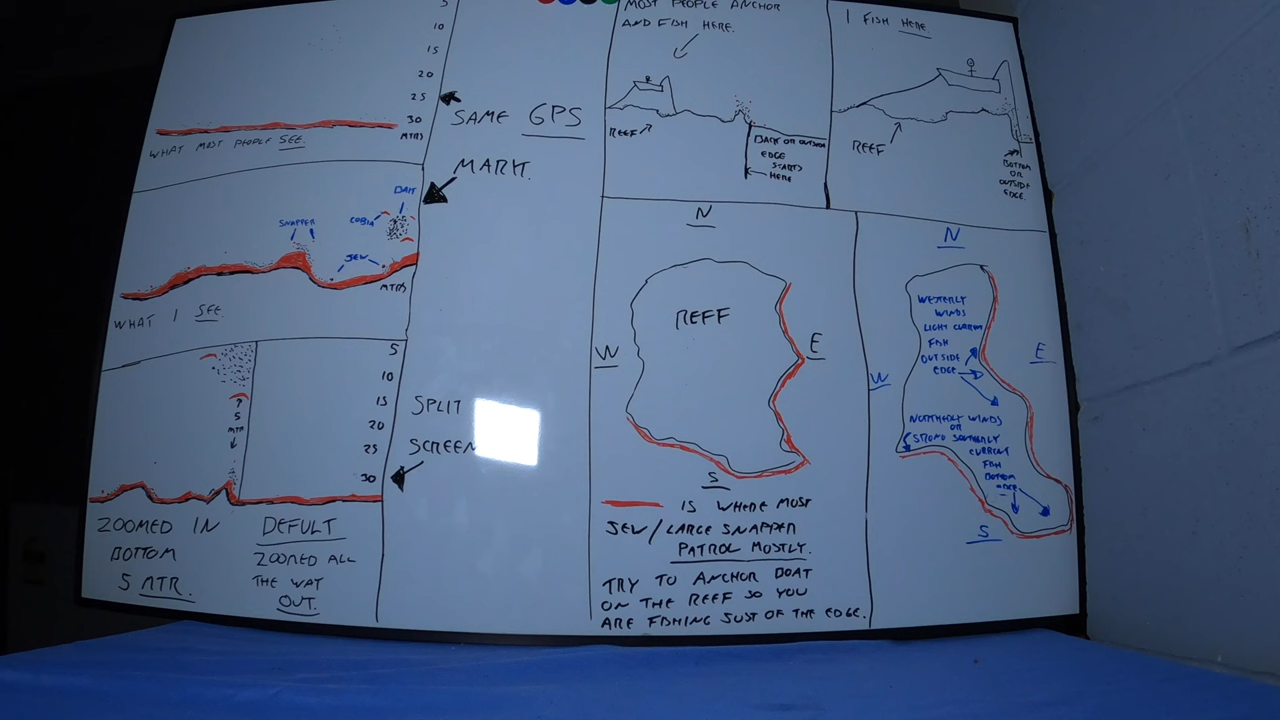 5
10
15
20
25
30
MTRS
WHAT MOST PEOPLE SEE.
SAME GPS
MARK.
BAIT
COBIA
SNAPPER
JEW
MTRS
WHAT I SEE
5
10
15
20
25
30
5
MTR
SPLIT
SCREEN
ZOOMED IN
BOTTOM
5 MTR.
DEFULT
ZOOMED ALL
THE WAY
OUT.
MOST PEOPLE ANCHOR
AND FISH HERE.
REEF
BACK OR OUTSIDE
EDGE
STARTS
HERE
I FISH HERE
REEF
BOTTOM
OR
OUTSIDE
EDGE.
N
W
REEF
E
S
IS WHERE MOST
JEW/LARGE SNAPPER
PATROL MOSTLY.
TRY TO ANCHOR BOAT
ON THE REEF SO YOU
ARE FISHING JUST OF THE EDGE.
N
WESTERLY
WINDS
LIGHT CURRENT
FISH
OUTSIDE
EDGE
E
W
NORTHERLY WINDS
OR
STRONG SOUTHERLY
CURRENT
FISH
BOTTOM
EDGE
S